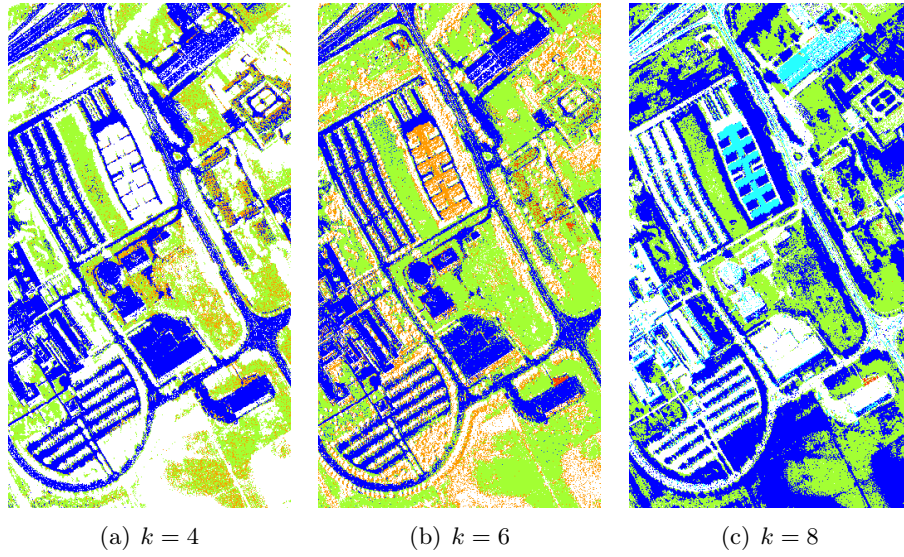 (a) k = 4
(b) k = 6
(c) k = 8